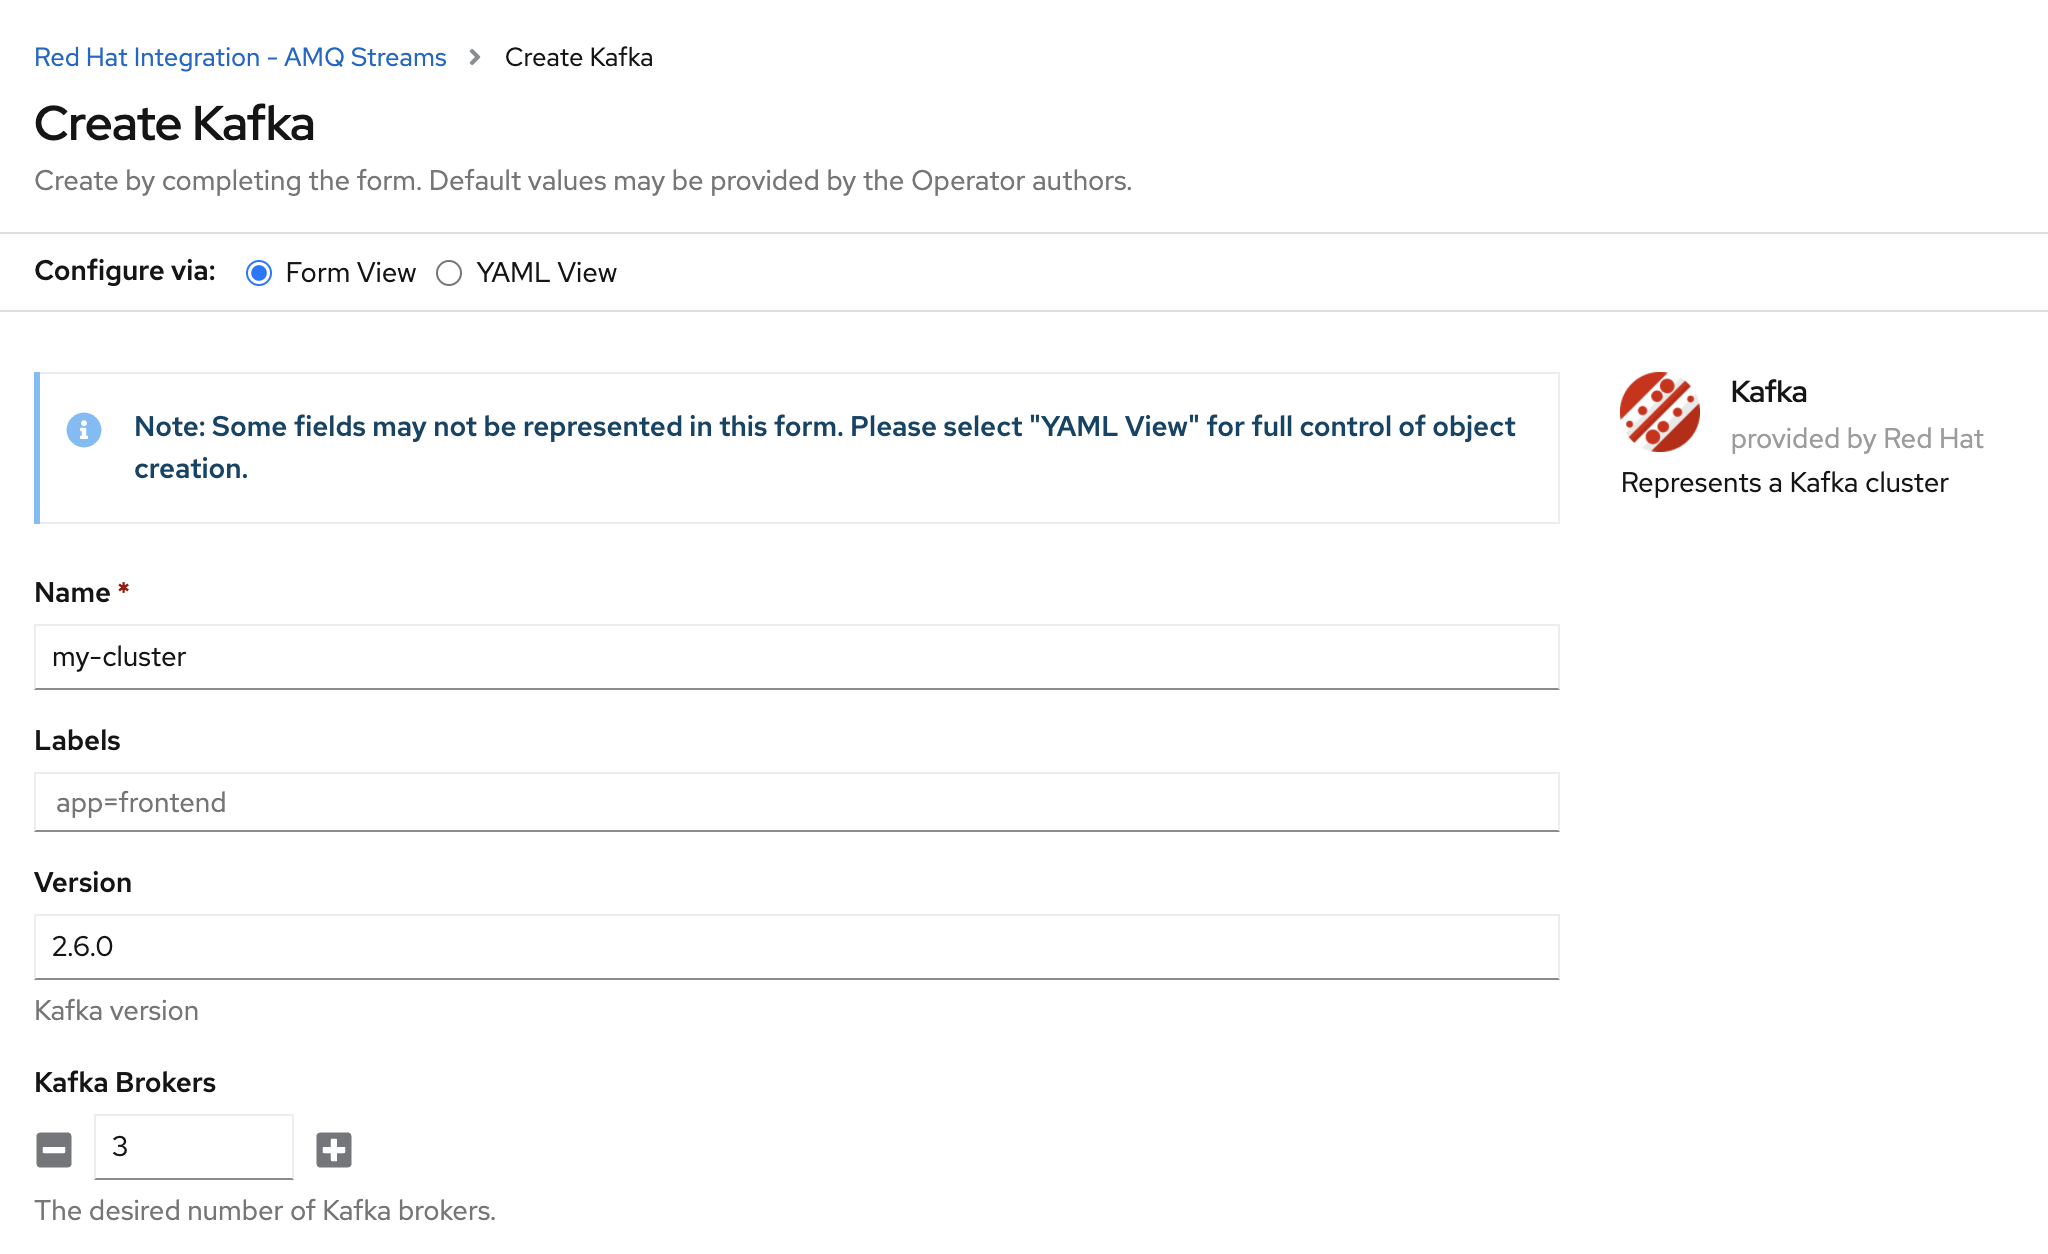 Red Hat Integration - AMQ Streams > Create Kafka
Create Kafka
Create by completing the form. Default values may be provided by the Operator authors.
Configure via: Form View YAML View
Note: Some fields may not be represented in this form. Please select "YAML View" for full control of object
creation.
Kafka
provided by Red Hat
Represents a Kafka cluster
Name *
my-cluster
Labels
app=frontend
Version
2.6.0
Kafka version
Kafka Brokers
3
The desired number of Kafka brokers.